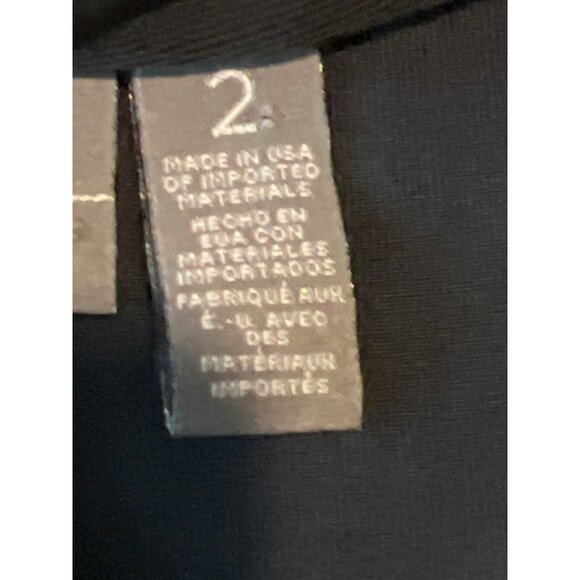 2
MADE IN USA
OF IMPORTED
MATERIALS
HECHO EN
EUA CON
MATERIALES
IMPORTADOS
FABRIQUÉ AUX
É.-U. AVEC
DES
MATÉRIAUX
IMPORTÉS